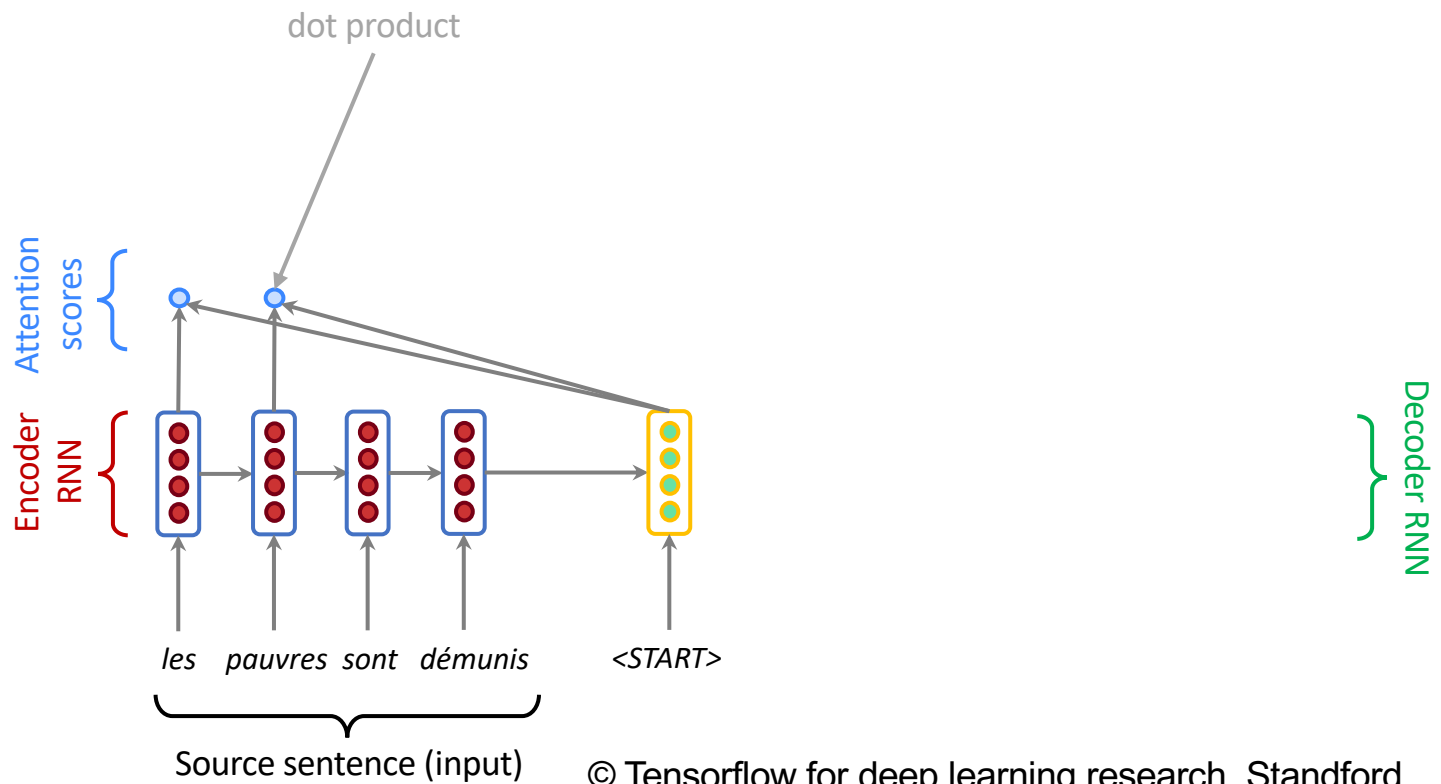 dot product
Attention
scores
Encoder
RNN
Decoder RNN
les pauvres sont démunis <START>
Source sentence (input)
© Tensorflow for deep learning research. Standford